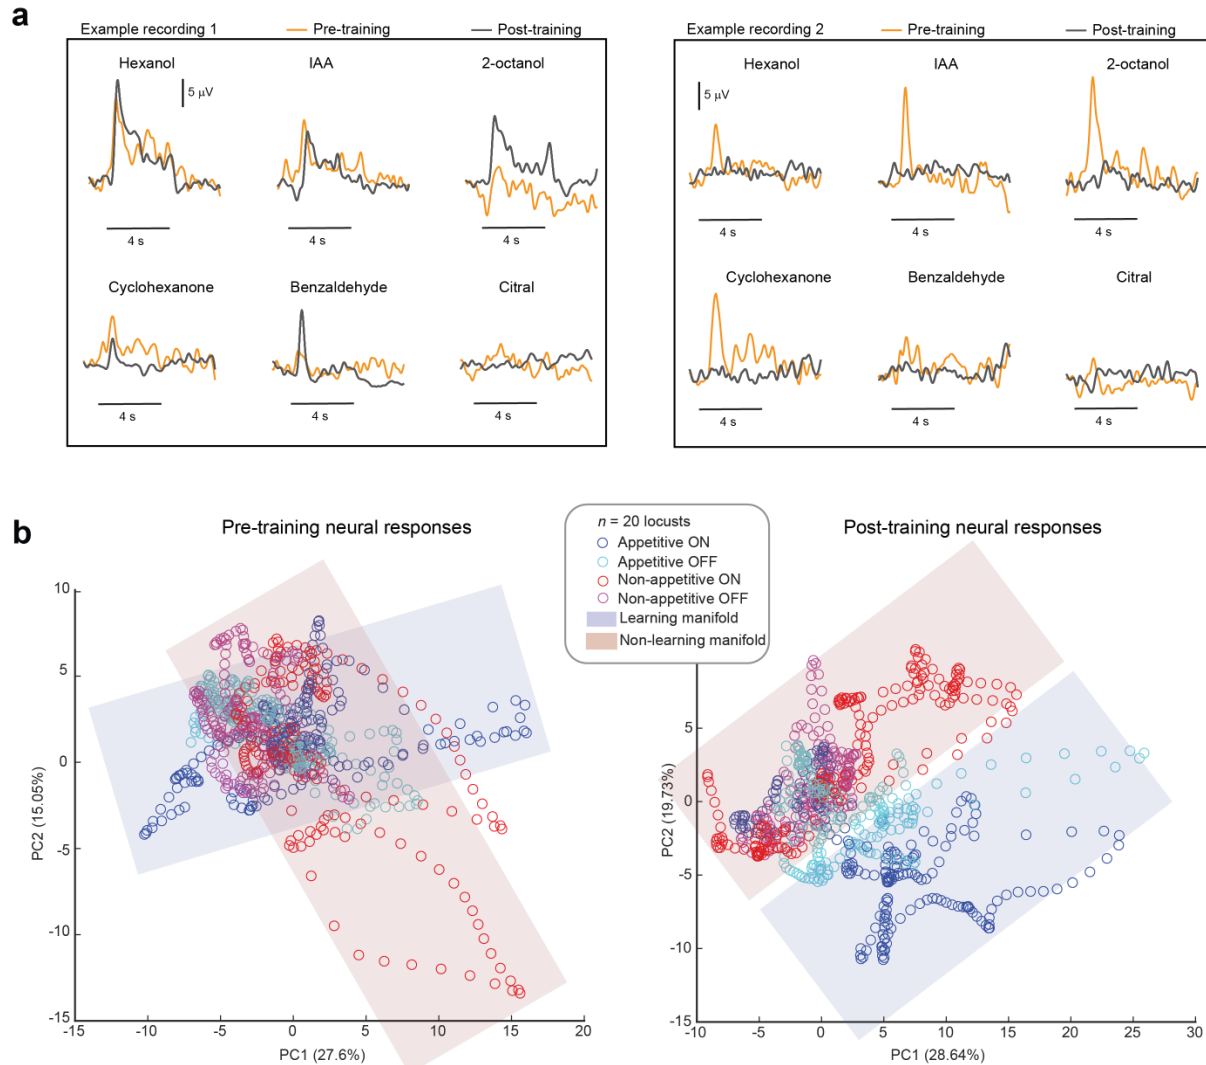 a
Example recording 1 Pre-training Post-training
Hexanol IAA 2-octanol
5 µV
4 s 4 s 4 s
Cyclohexanone Benzaldehyde Citral
4 s 4 s 4 s
Example recording 2 Pre-training Post-training
Hexanol IAA 2-octanol
5 µV
4 s 4 s 4 s
Cyclohexanone Benzaldehyde Citral
4 s 4 s 4 s
b
Pre-training neural responses
10
5
0
-5
-10
-15
PC2 (15.05%)
-15 -10 -5 0 5 10 15 20
PC1 (27.6%)
n = 20 locusts
Appetitive ON
Appetitive OFF
Non-appetitive ON
Non-appetitive OFF
Learning manifold
Non-learning manifold
Post-training neural responses
5
0
-5
-10
-15
PC2 (19.73%)
-10 -5 0 5 10 15 20 25 30
PC1 (28.64%)